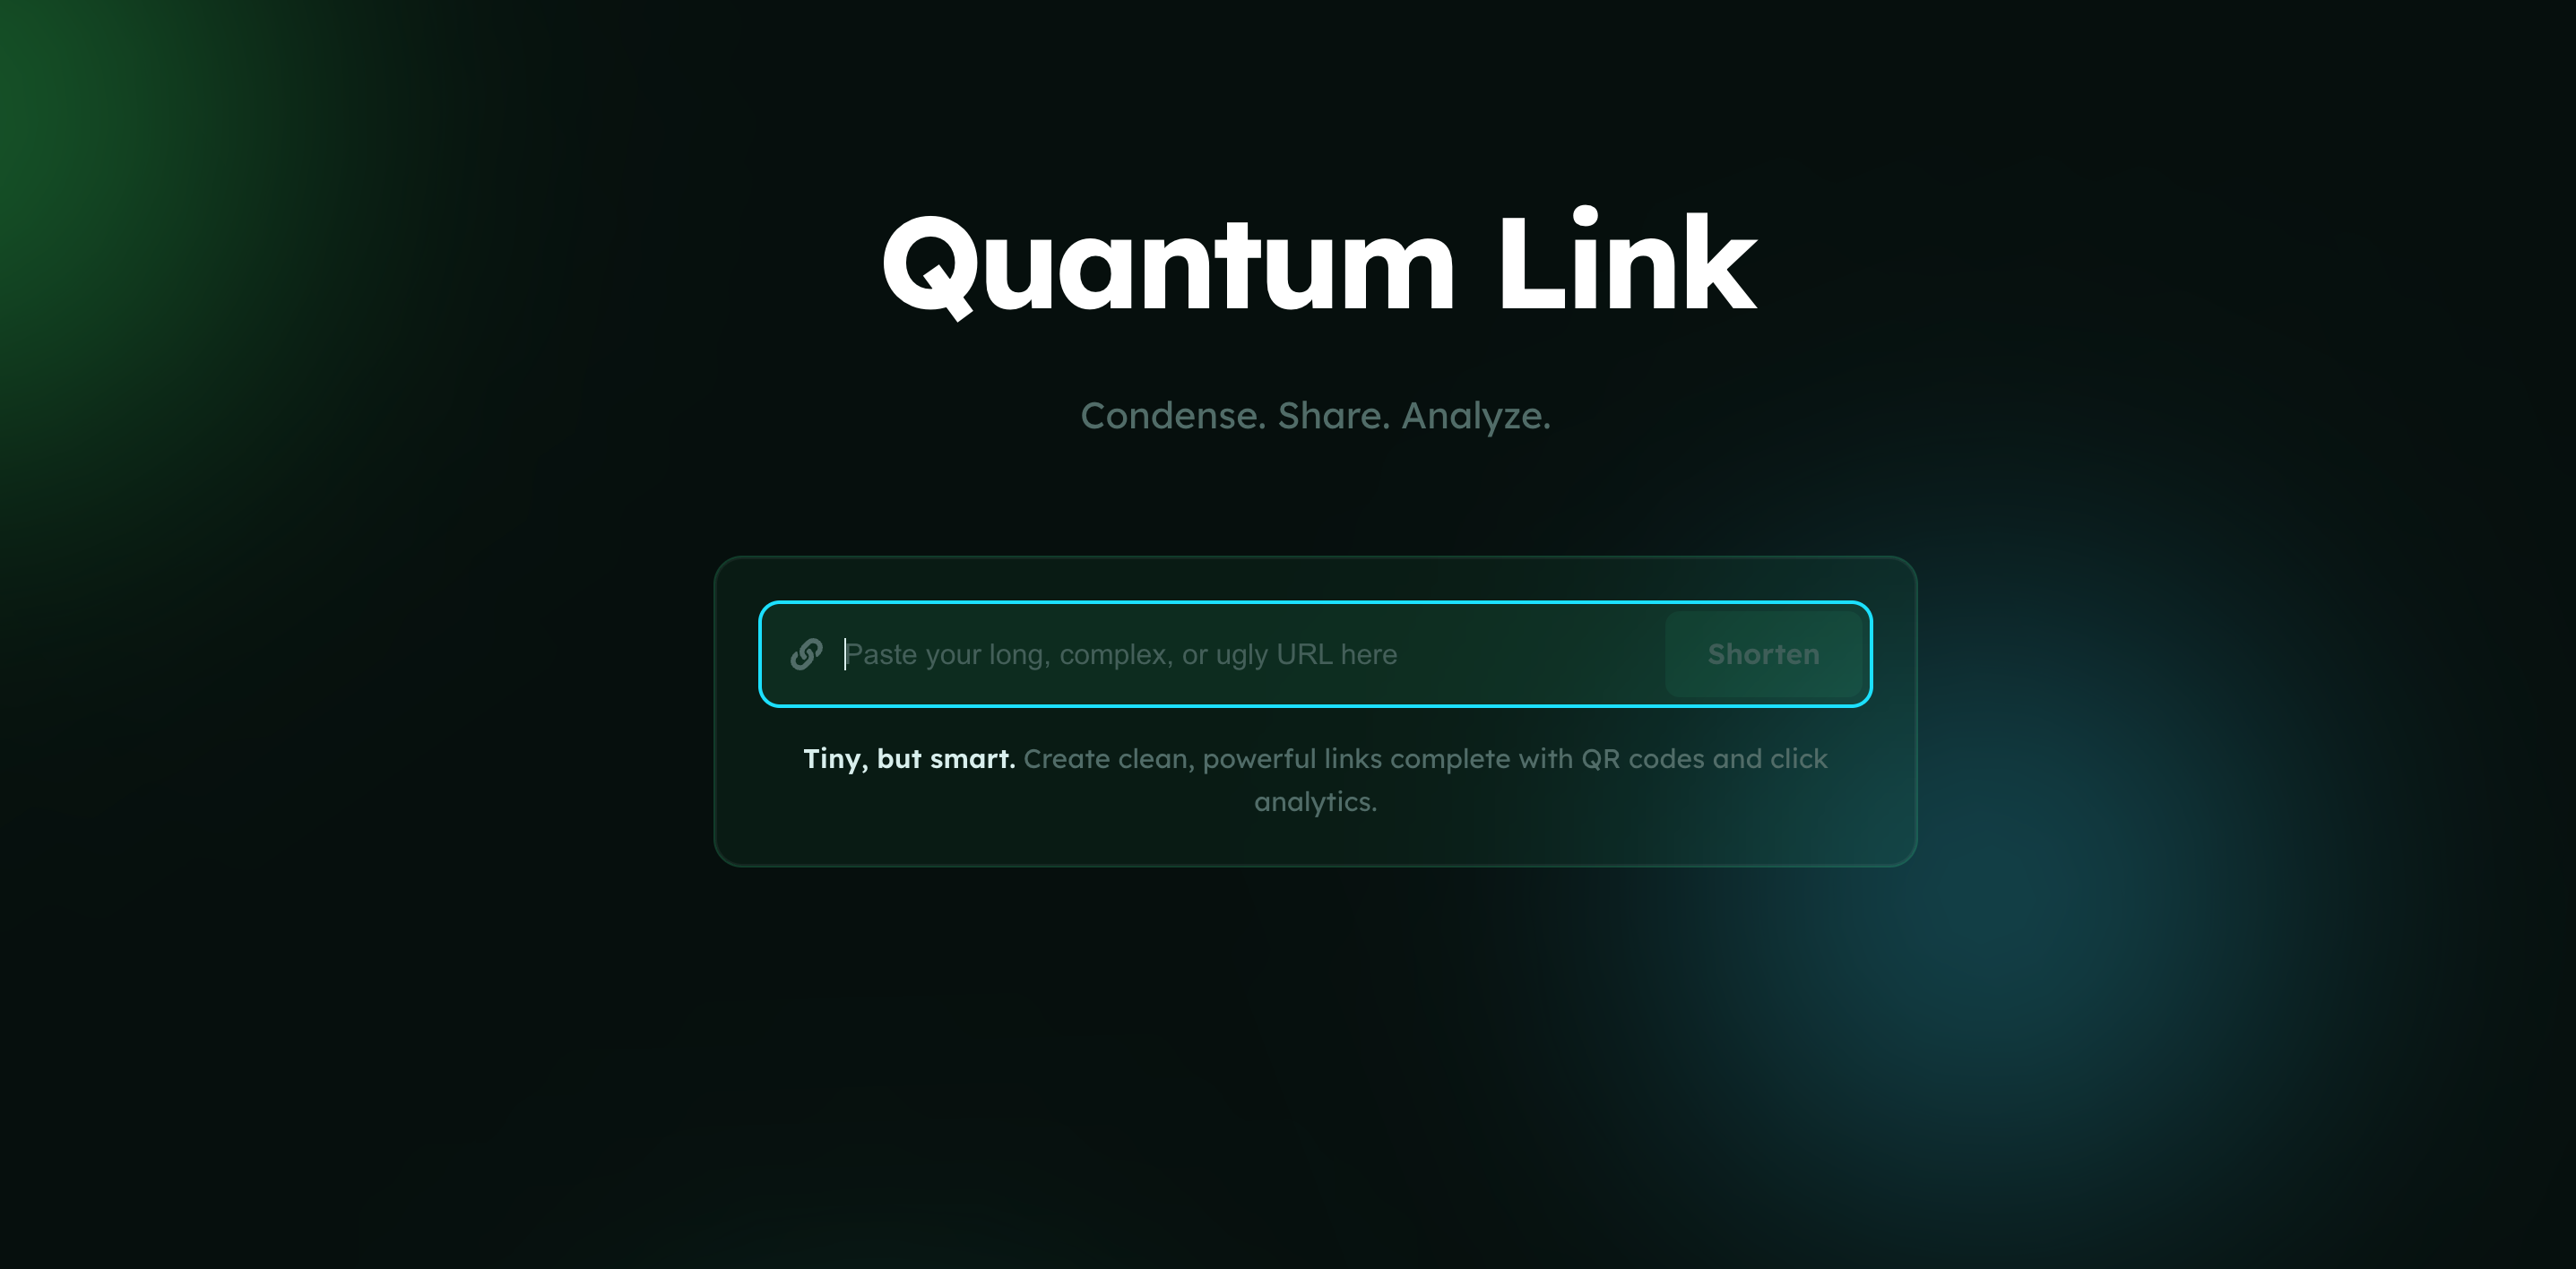 Quantum Link
Condense. Share. Analyze.
Paste your long, complex, or ugly URL here
Shorten
Tiny, but smart. Create clean, powerful links complete with QR codes and click
analytics.